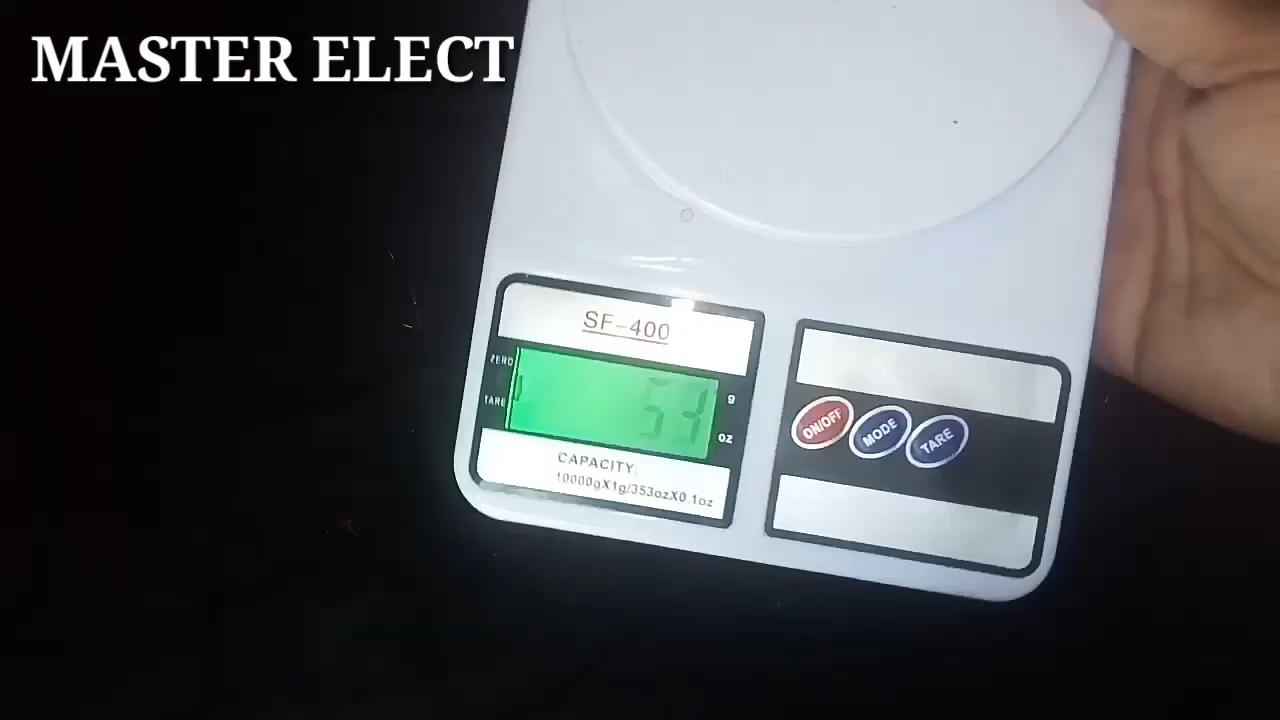 MASTER ELECT
SF-400
ZERO
TARE
53
g
oz
CAPACITY:
10000gX1g/353ozX0.1oz
ON/OFF
MODE
TARE